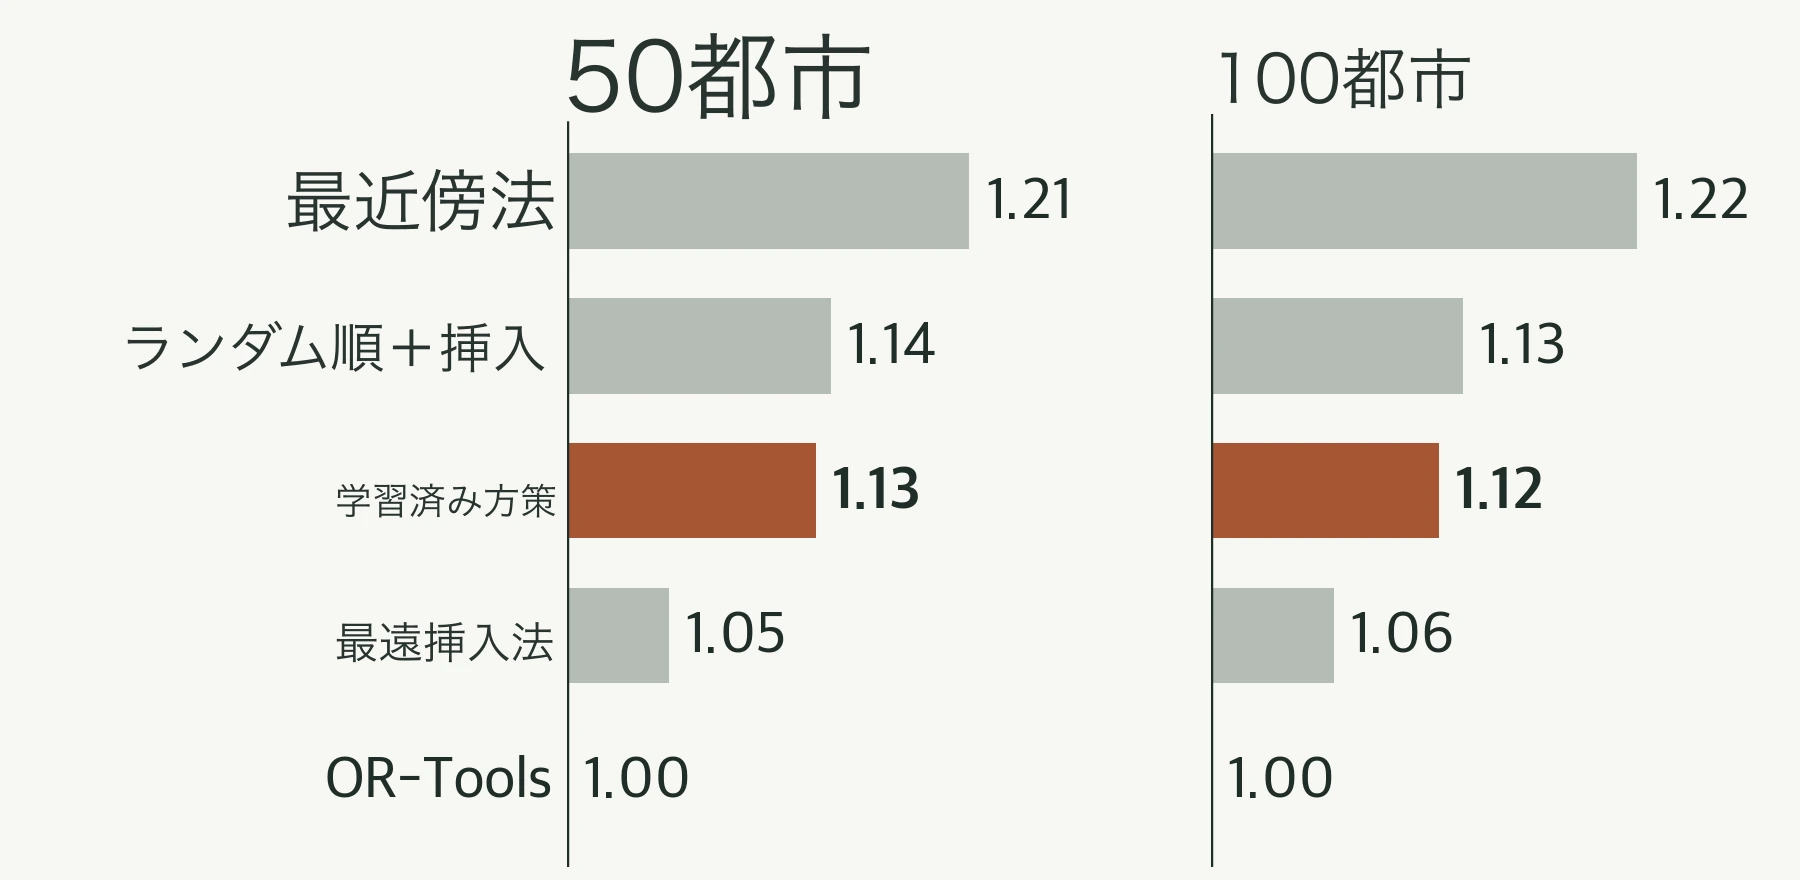 50都市 100都市
最近傍法 1.21 1.22
ランダム順＋挿入 1.14 1.13
学習済み方策 1.13 1.12
最遠挿入法 1.05 1.06
OR-Tools 1.00 1.00